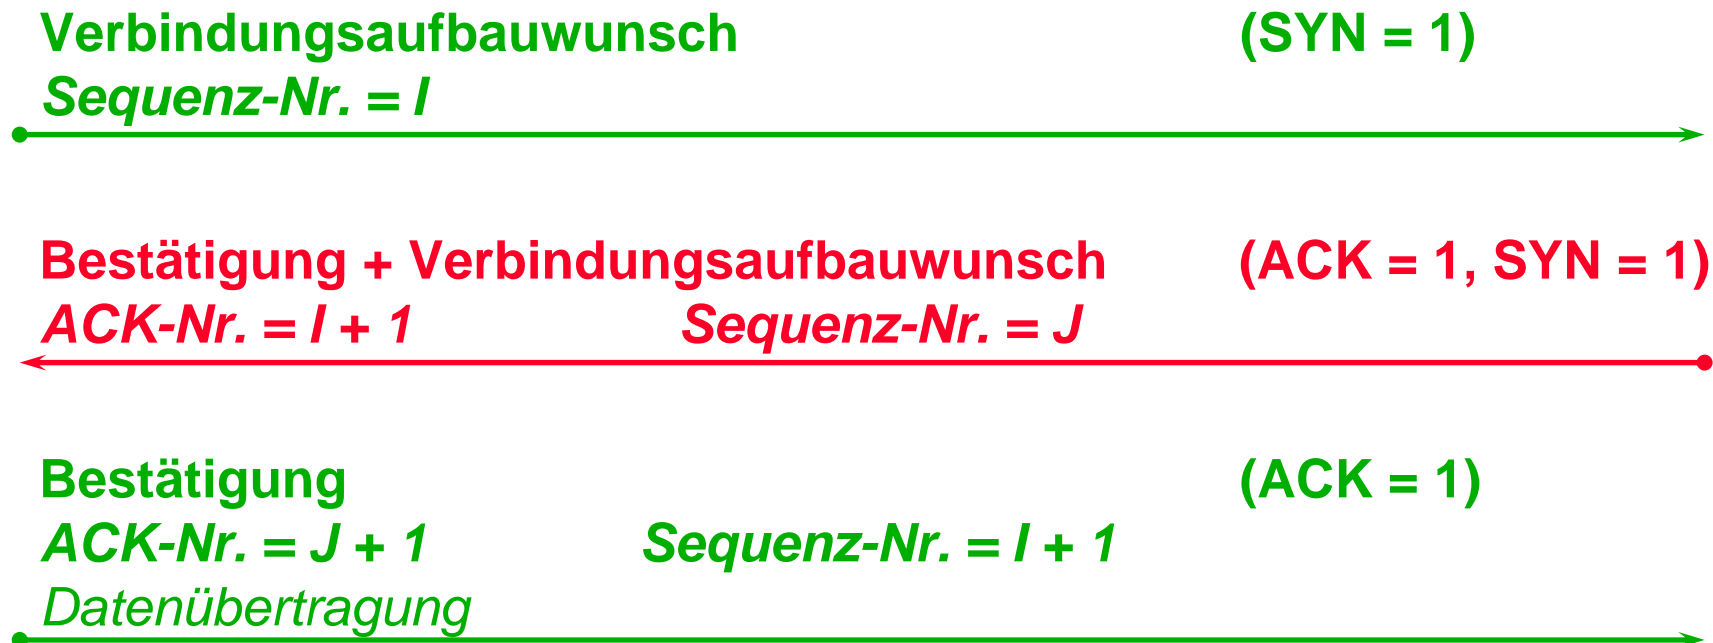 Verbindungsaufbauwunsch (SYN = 1)
Sequenz-Nr. = I
Bestätigung + Verbindungsaufbauwunsch (ACK = 1, SYN = 1)
ACK-Nr. = I + 1 Sequenz-Nr. = J
Bestätigung (ACK = 1)
ACK-Nr. = J + 1 Sequenz-Nr. = I + 1
Datenübertragung